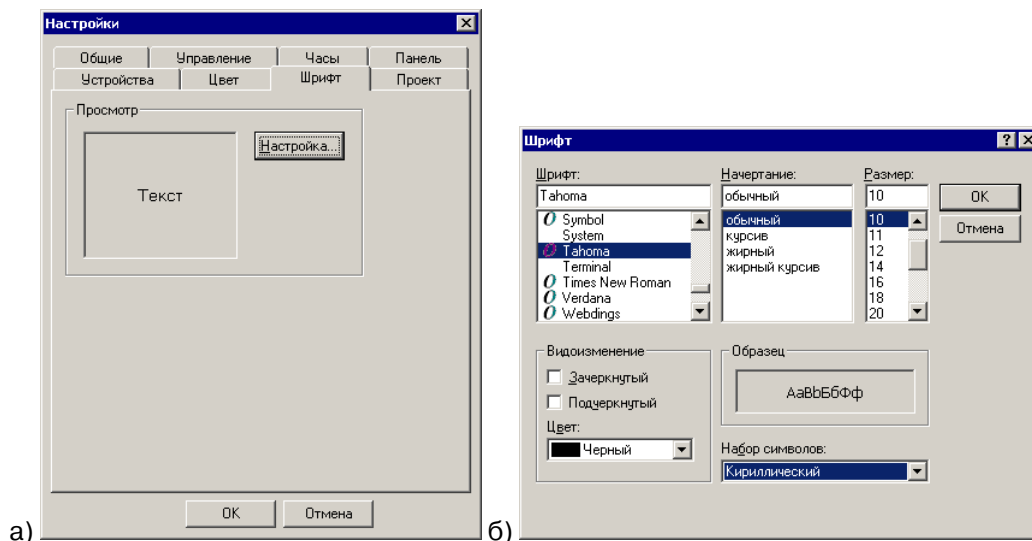 Настройки
Общие Управление Часы Панель
Устройства Цвет Шрифт Проект
Просмотр
Настройка...
Текст
OK Отмена
а)
Шрифт
Шрифт: Начертание: Размер:
Tahoma обычный 10 OK
Symbol обычный 10 Отмена
System курсив 11
Tahoma жирный 12
Terminal жирный курсив 14
Times New Roman 16
Verdana 18
Webdings 20
Видоизменение Образец
Зачеркнутый
АаВbБбФф
Подчеркнутый
Цвет:
Черный
Набор символов:
Кириллический
б)